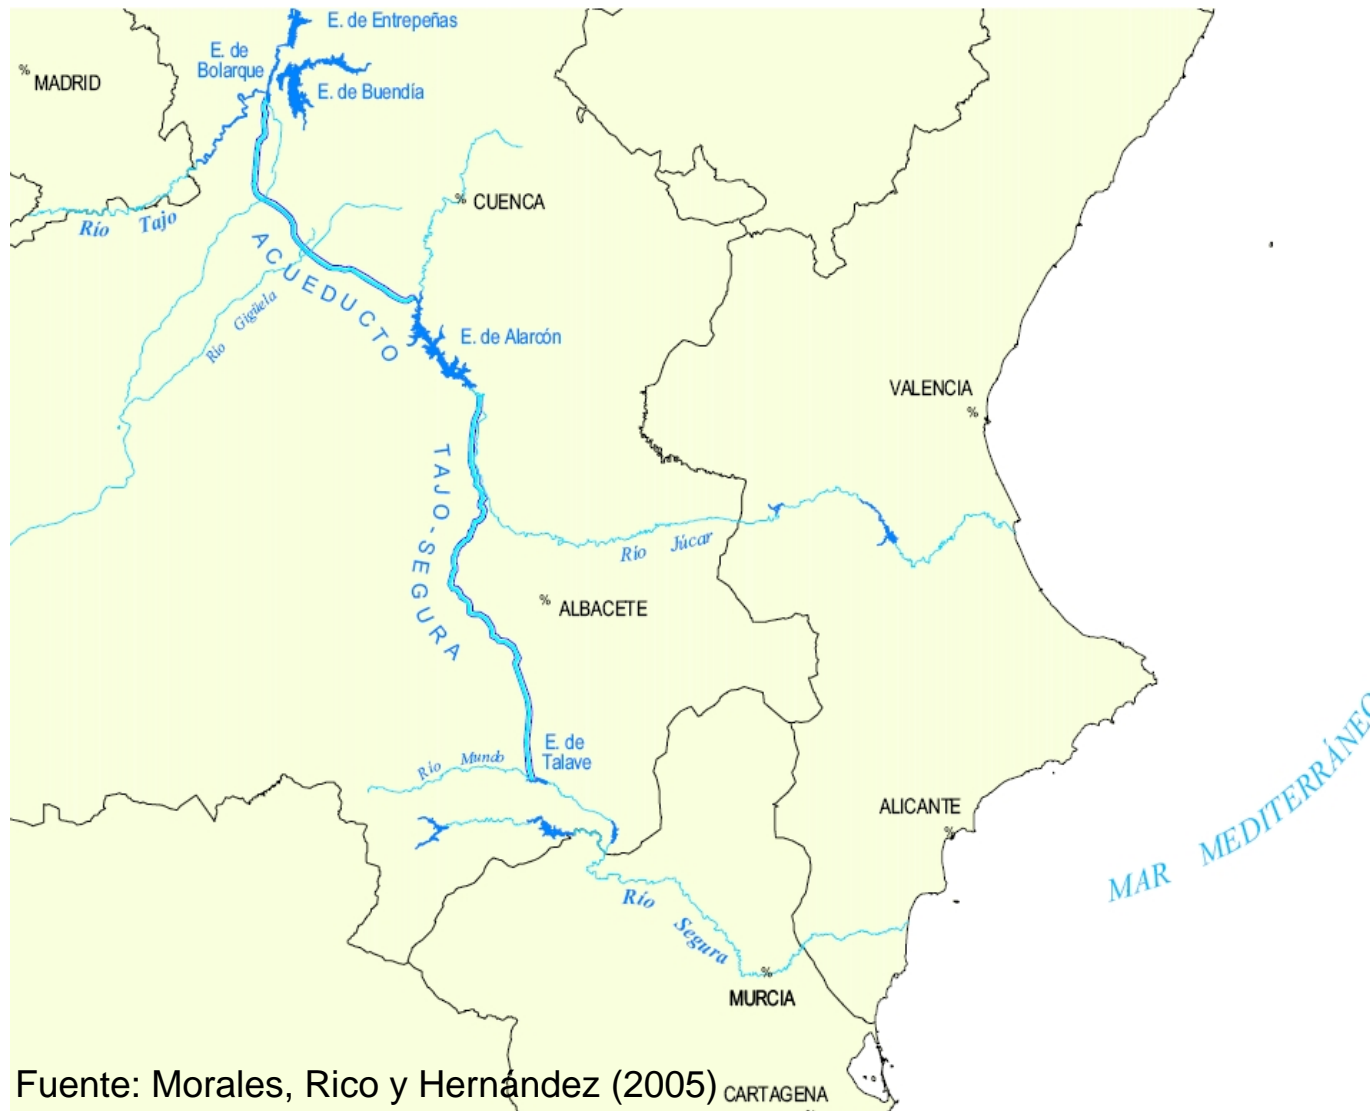 E. de Entrepeñas
E. de
Bolarque
MADRID
E. de Buendía
CUENCA
Río Tajo
ACUEDUCTO
Río Gigüela
E. de Alarcón
VALENCIA
TAJO-SEGURA
Río Júcar
ALBACETE
E. de
Talave
Río Mundo
ALICANTE
MAR MEDITERRÁNEO
Río Segura
MURCIA
Fuente: Morales, Rico y Hernández (2005)
CARTAGENA